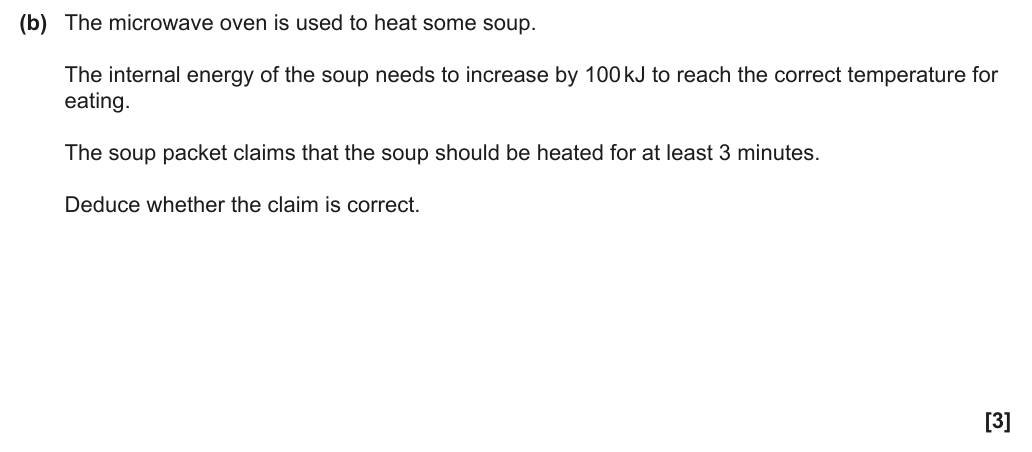 (b) The microwave oven is used to heat some soup.
The internal energy of the soup needs to increase by 100 kJ to reach the correct temperature for
eating.
The soup packet claims that the soup should be heated for at least 3 minutes.
Deduce whether the claim is correct.
[3]